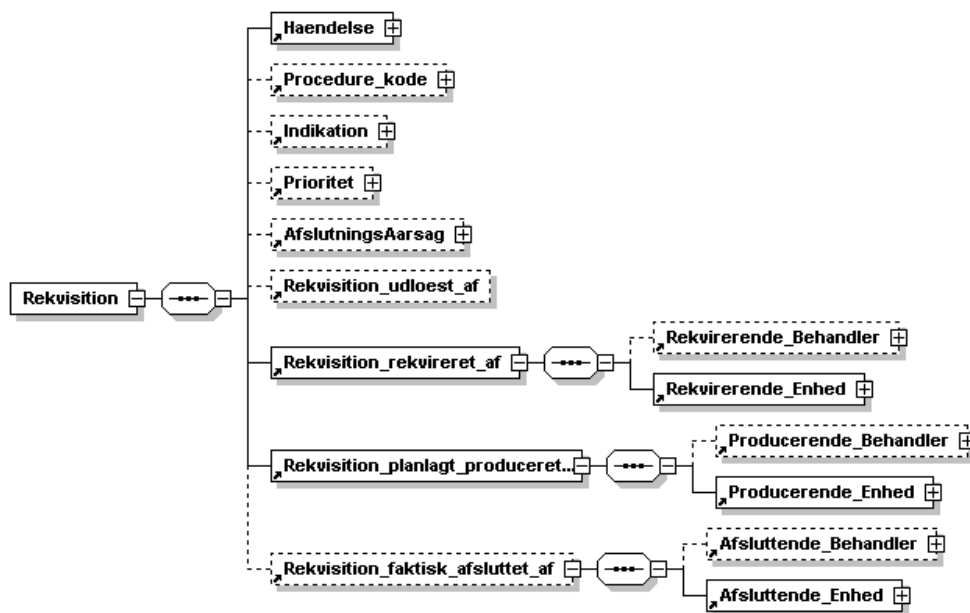 Haendelse
Procedure_kode
Indikation
Prioritet
AfslutningsAarsag
Rekvisition_udloest_af
Rekvisition
Rekvirerende_Behandler
Rekvisition_rekvireret_af
Rekvirerende_Enhed
Producerende_Behandler
Rekvisition_planlagt_produceret...
Producerende_Enhed
Afsluttende_Behandler
Rekvisition_faktisk_afsluttet_af
Afsluttende_Enhed